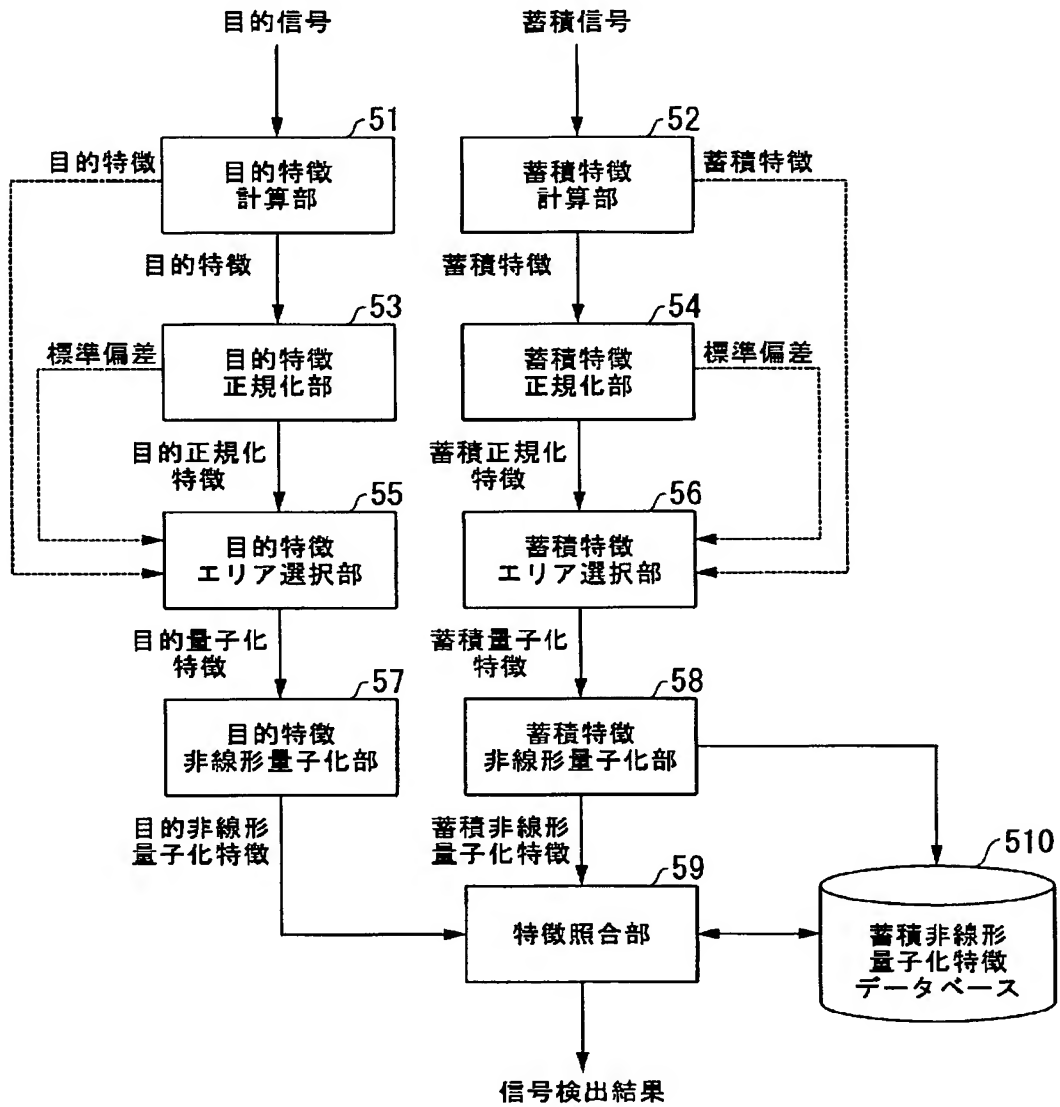 目的信号
蓄積信号
51
52
目的特徴
目的特徴
計算部
蓄積特徴
計算部
蓄積特徴
目的特徴
蓄積特徴
53
54
標準偏差
目的特徴
正規化部
蓄積特徴
正規化部
標準偏差
目的正規化
特徴
蓄積正規化
特徴
55
56
目的特徴
エリア選択部
蓄積特徴
エリア選択部
目的量子化
特徴
蓄積量子化
特徴
57
58
目的特徴
非線形量子化部
蓄積特徴
非線形量子化部
目的非線形
量子化特徴
蓄積非線形
量子化特徴
59
510
特徴照合部
蓄積非線形
量子化特徴
データベース
信号検出結果